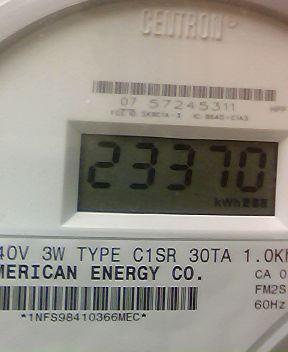 CENTRON
07 57245311
23370
kWh 888
40V 3W TYPE C1SR 30TA 1.0K
MERICAN ENERGY CO.
CA 0
FM2S
60Hz
*1NFS98410366MEC*